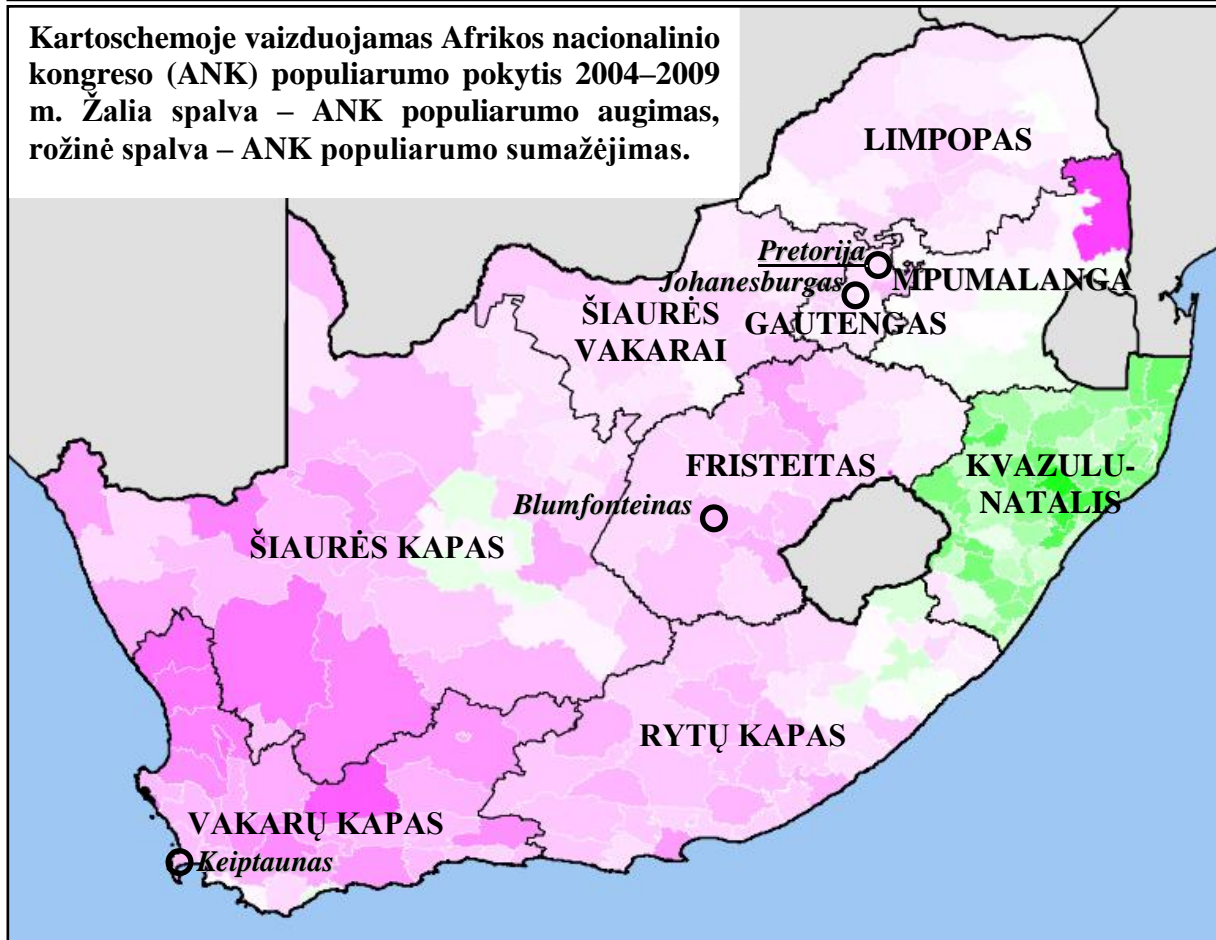 Kartoschemoje vaizduojamas Afrikos nacionalinio
kongreso (ANK) populiarumo pokytis 2004–2009
m. Žalia spalva – ANK populiarumo augimas,
rožinė spalva – ANK populiarumo sumažėjimas.
LIMPOPAS
Pretorija
MPUMALANGA
Johanesburgas
GAUTENGAS
ŠIAURĖS
VAKARAI
FRISTEITAS
KVAZULU-
NATALIS
Blumfonteinas
ŠIAURĖS KAPAS
RYTŲ KAPAS
VAKARŲ KAPAS
Keiptaunas